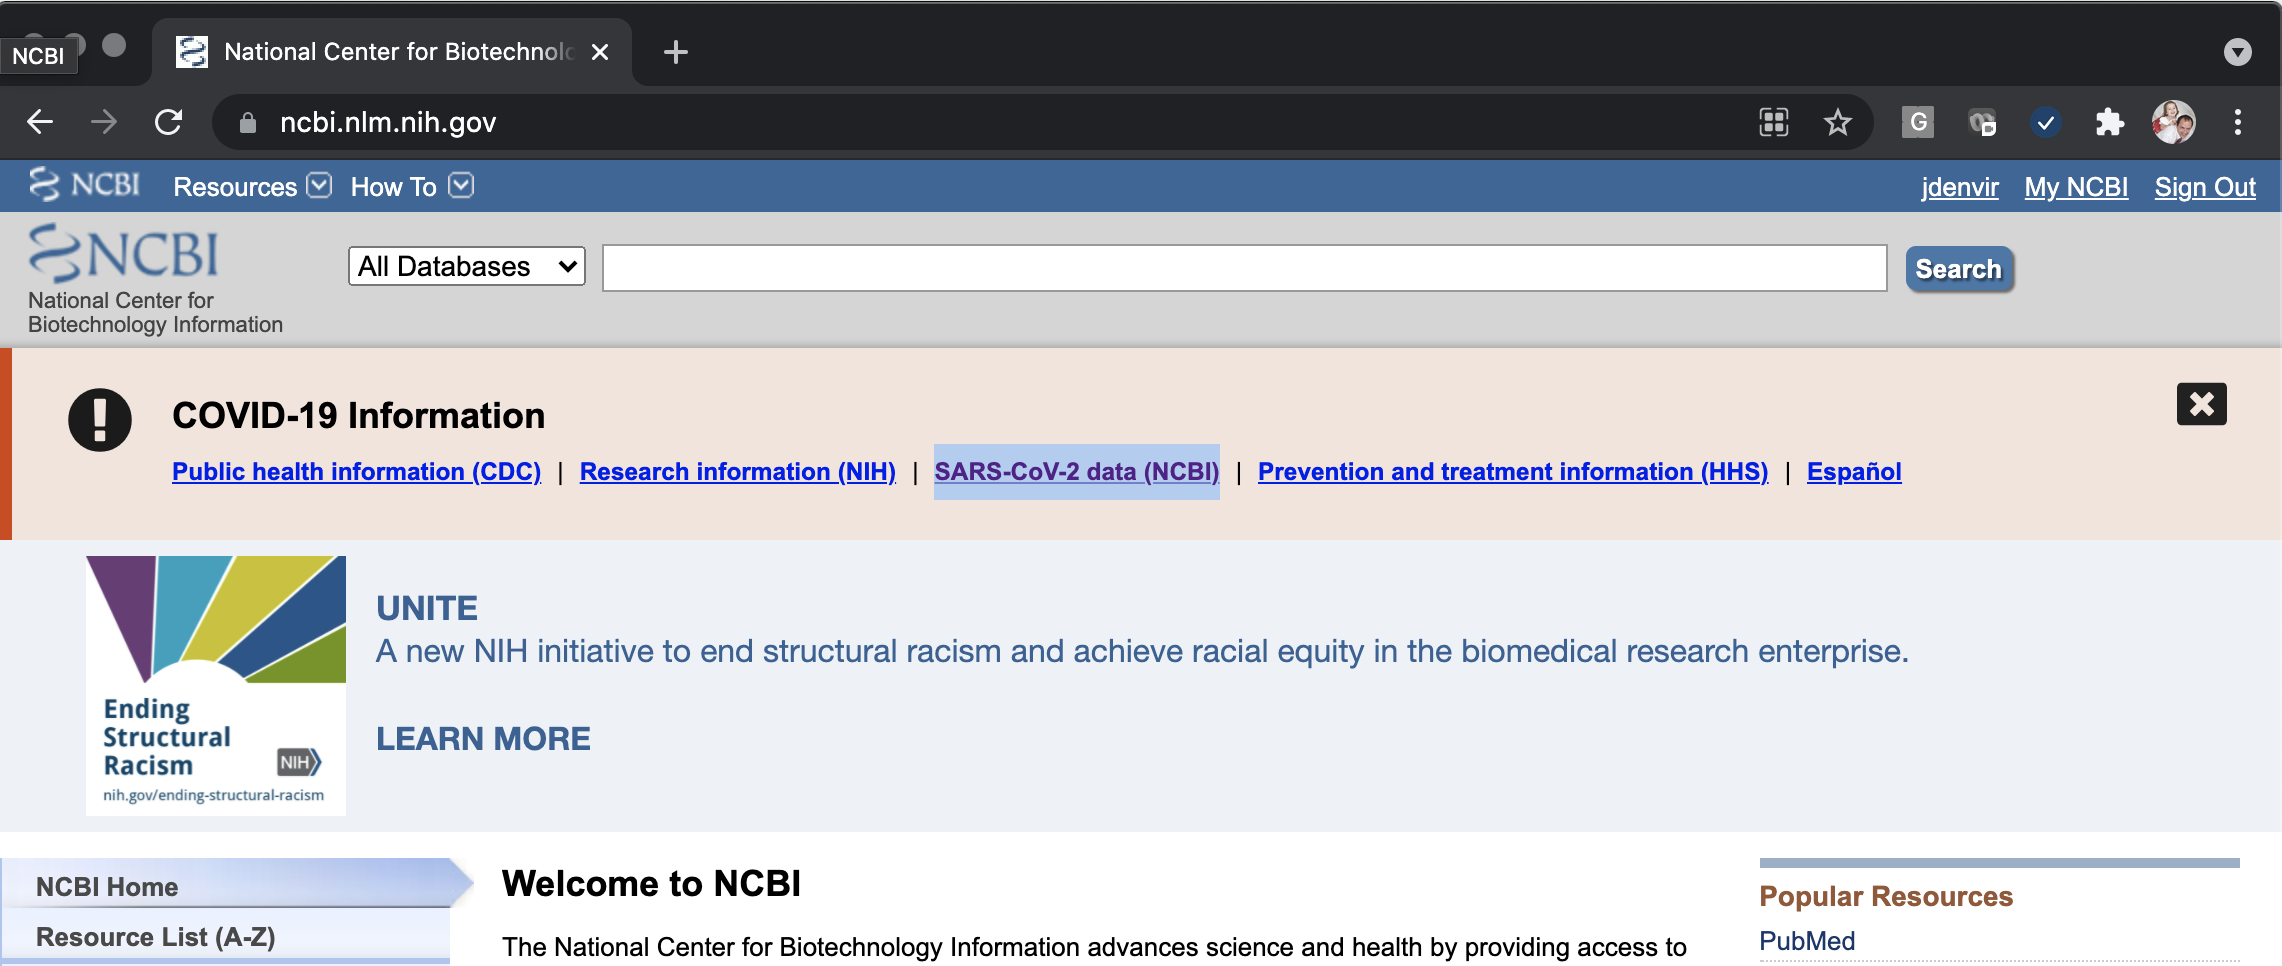 NCBI
National Center for Biotechnolo
ncbi.nlm.nih.gov
G
NCBI Resources How To jdenvir My NCBI Sign Out
NCBI
National Center for
Biotechnology Information
All Databases Search
COVID-19 Information
Public health information (CDC) | Research information (NIH) | SARS-CoV-2 data (NCBI) | Prevention and treatment information (HHS) | Español
Ending
Structural
Racism
NIH
nih.gov/ending-structural-racism
UNITE
A new NIH initiative to end structural racism and achieve racial equity in the biomedical research enterprise.
LEARN MORE
NCBI Home
Resource List (A-Z)
Welcome to NCBI
The National Center for Biotechnology Information advances science and health by providing access to
Popular Resources
PubMed